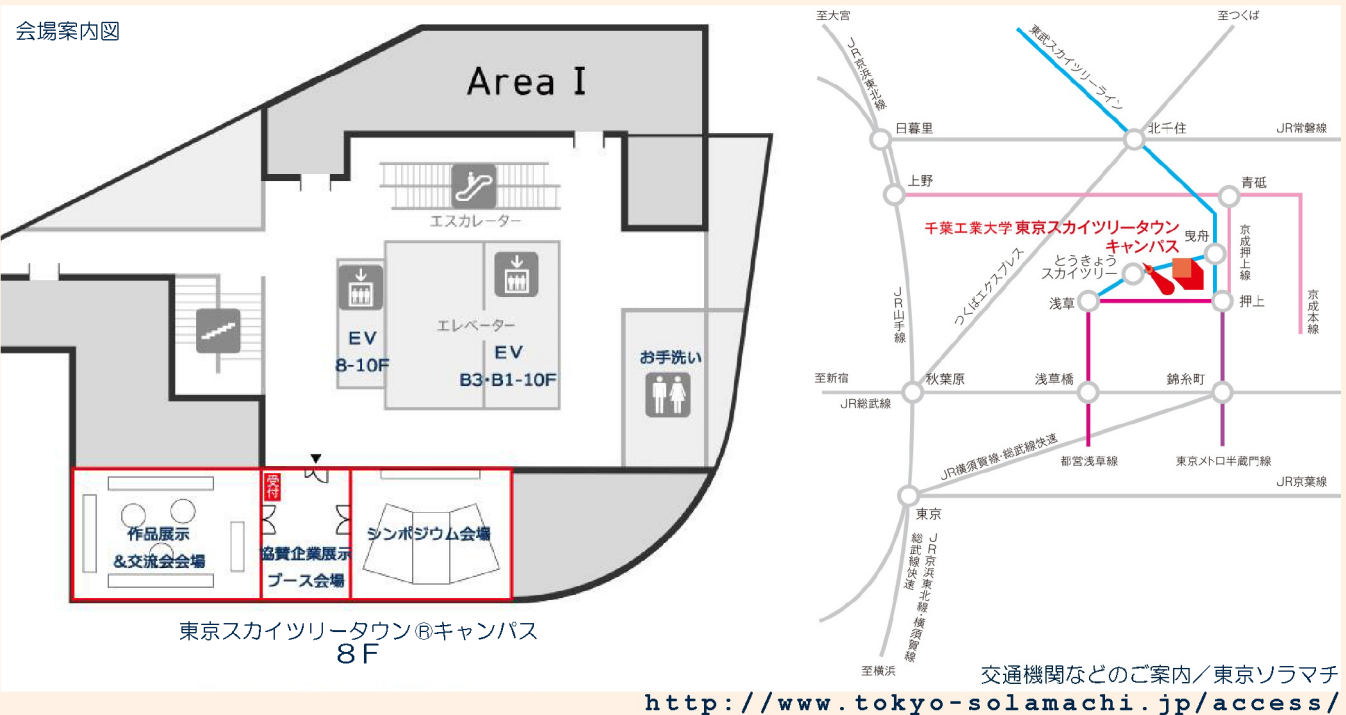 会場案内図
Area I
エスカレーター
エレベーター
EV
8-10F
EV
B3・B1-10F
お手洗い
受付
作品展示
&交流会会場
協賛企業展示
ブース会場
シンポジウム会場
東京スカイツリータウン®キャンパス
8F
至大宮
至つくば
JR京浜東北線
東武スカイツリーライン
日暮里
北千住
JR常磐線
上野
青砥
千葉工業大学 東京スカイツリータウン
キャンパス
曳舟
京成押上線
とうきょう
スカイツリー
つくばエクスプレス
JR山手線
浅草
押上
京成本線
至新宿
秋葉原
浅草橋
錦糸町
JR総武線
JR横須賀線・総武線快速
都営浅草線
東京メトロ半蔵門線
JR京葉線
東京
JR京浜東北線・横須賀線
総武線快速
至横浜
交通機関などのご案内／東京ソラマチ
http://www.tokyo-solamachi.jp/access/